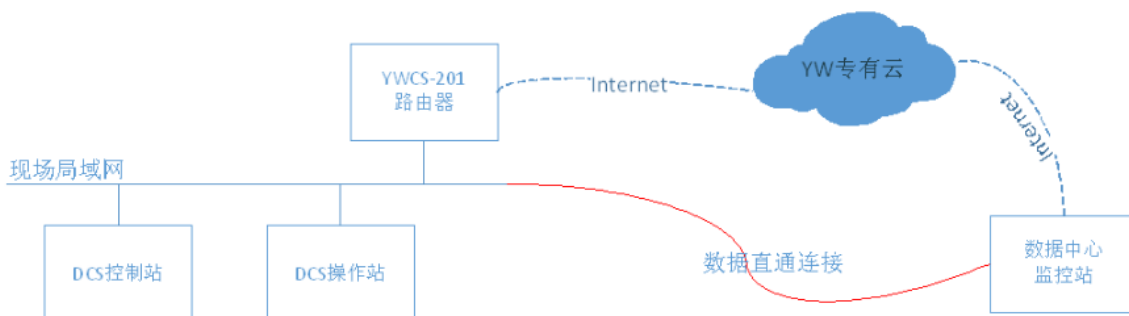 YWCS-201
路由器
Internet
YW专有云
Internet
现场局域网
DCS控制站
DCS操作站
数据直通连接
数据中心
监控站